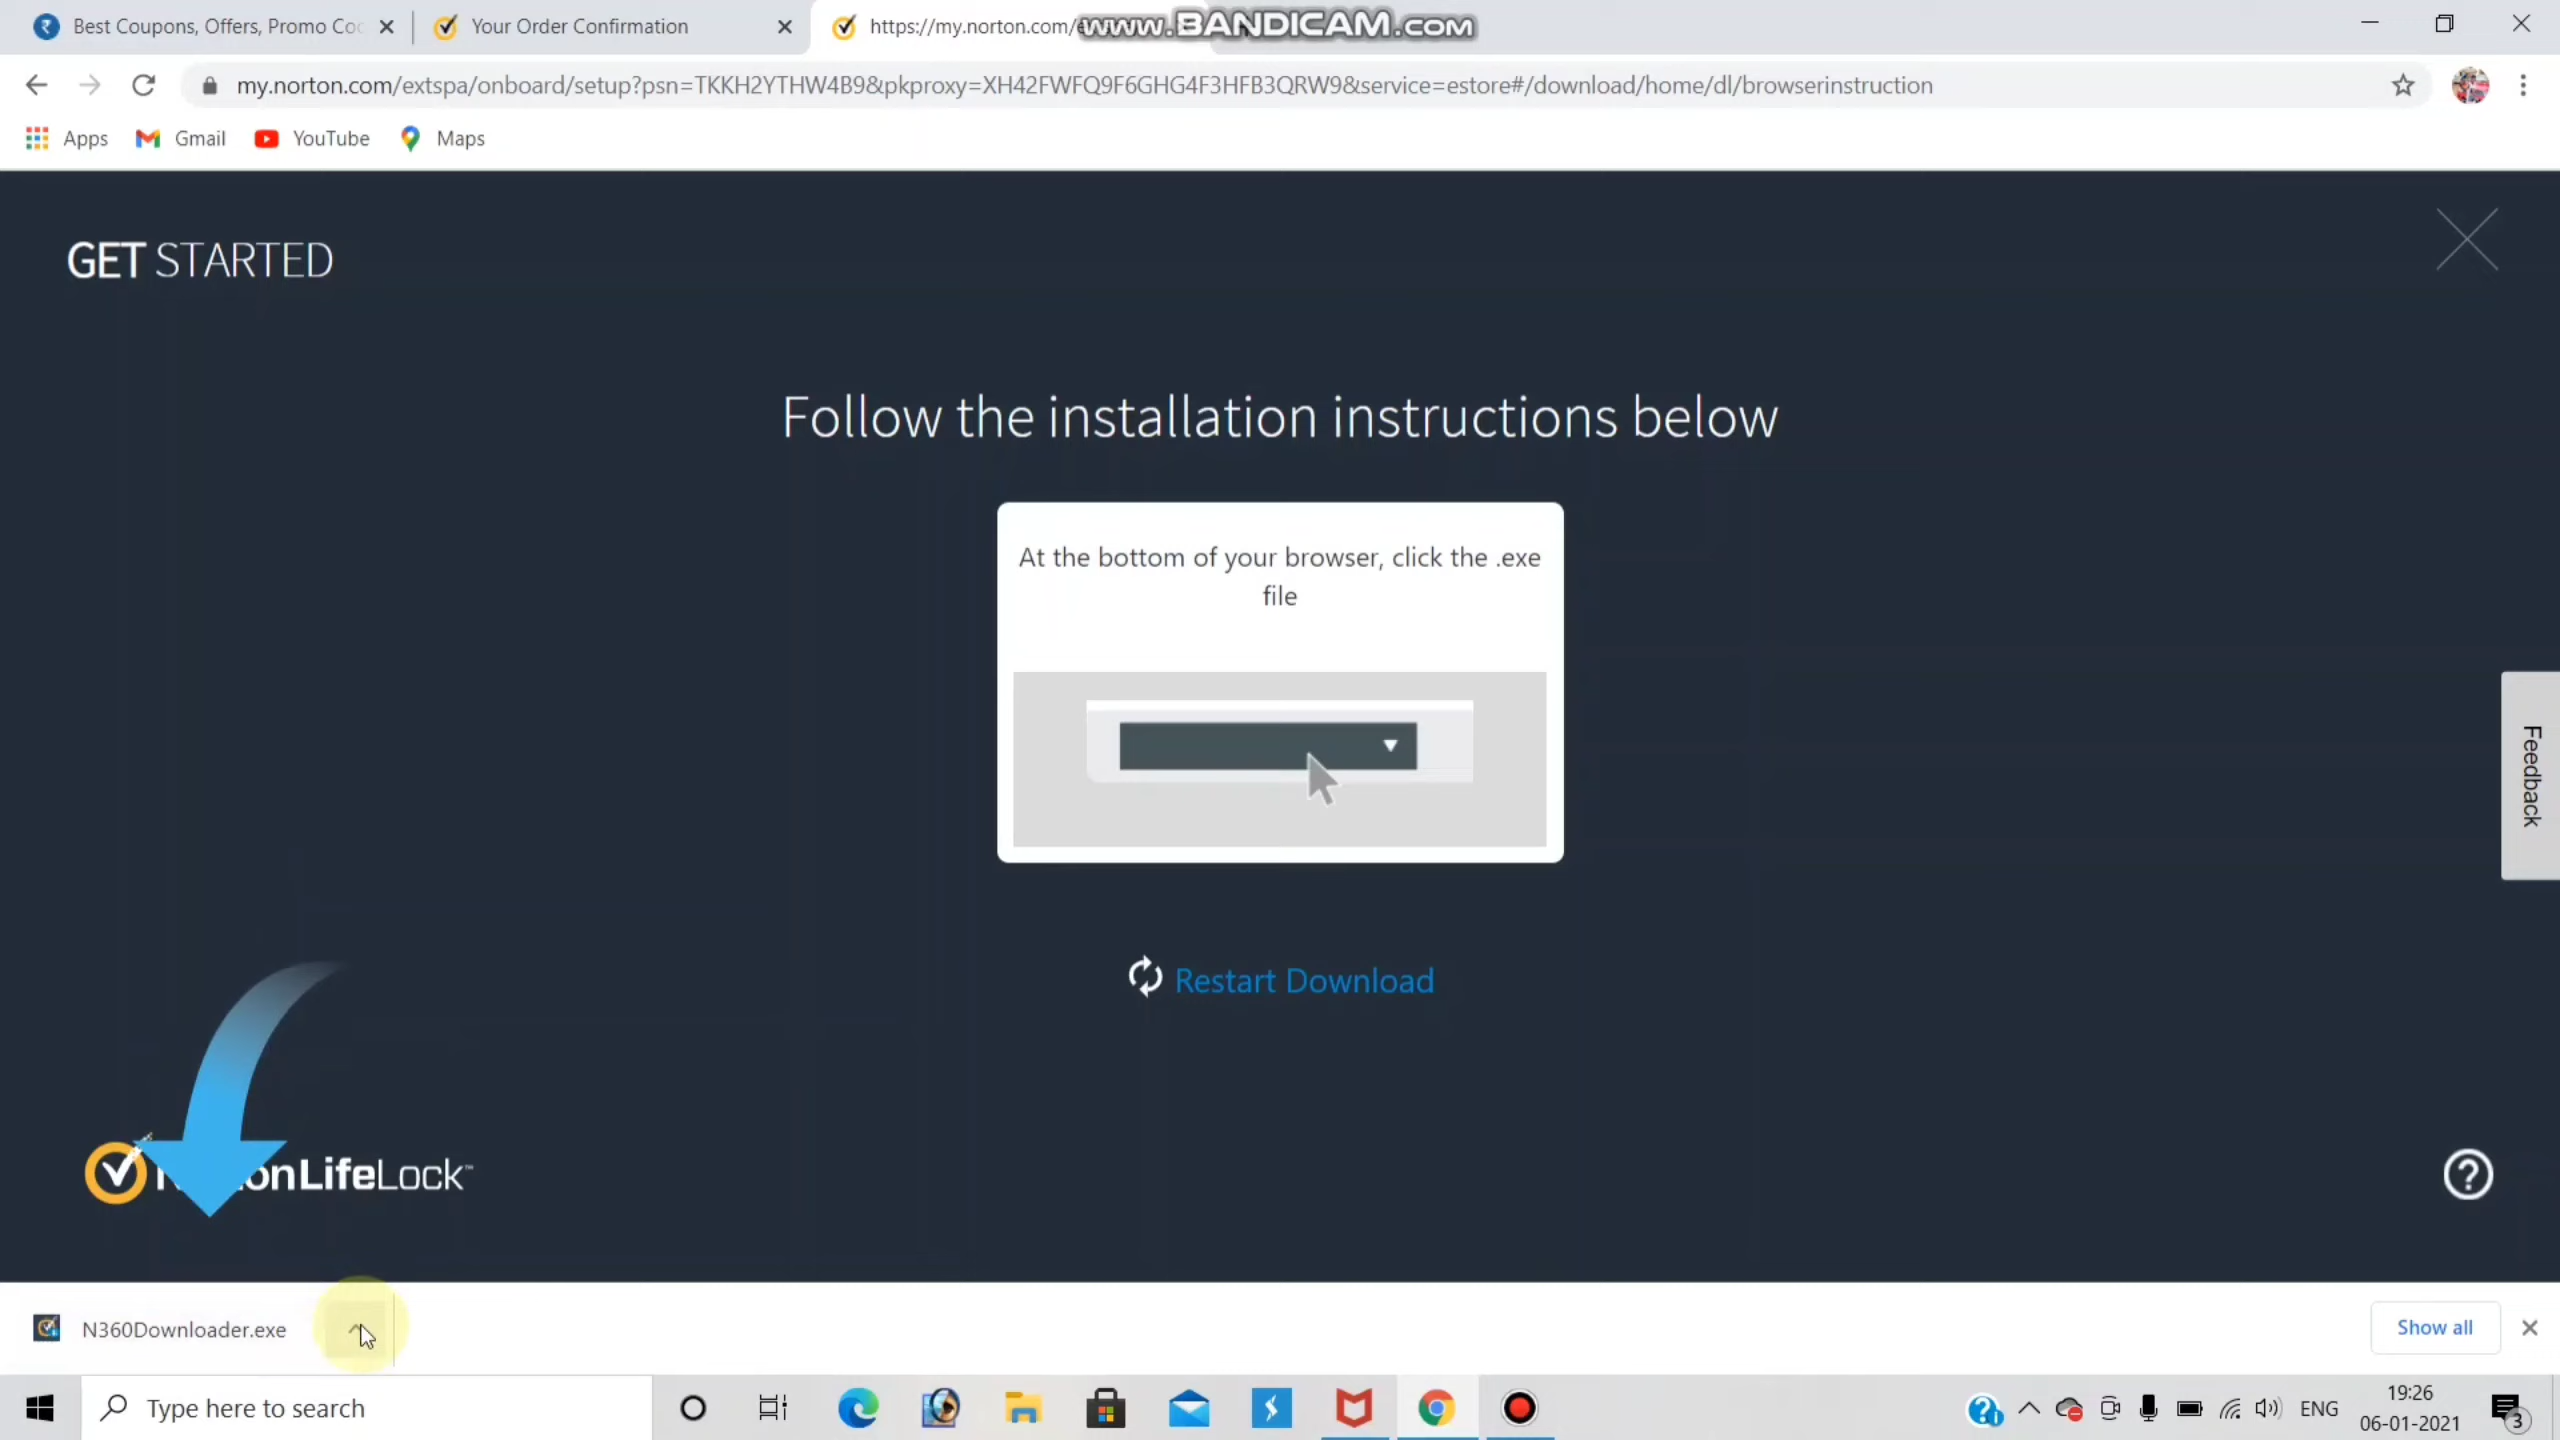 Best Coupons, Offers, Promo Coc
Your Order Confirmation
https://my.norton.com/e
www.BANDICAM.com
my.norton.com/extspa/onboard/setup?psn=TKKH2YTHW4B9&pkproxy=XH42FWFQ9F6GHG4F3HFB3QRW9&service=estore#/download/home/dl/browserinstruction
Apps
Gmail
YouTube
Maps
GET STARTED
Follow the installation instructions below
At the bottom of your browser, click the .exe
file
Feedback
Restart Download
LifeLock™
N360Downloader.exe
Show all
Type here to search
ENG
19:26
06-01-2021
3